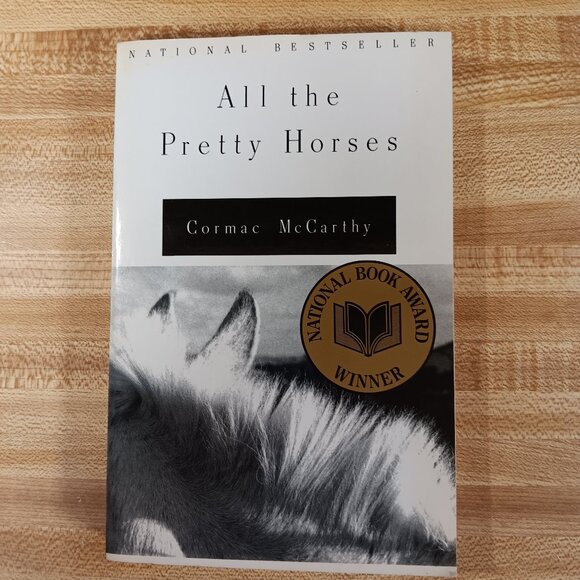 NATIONAL BESTSELLER
All the
Pretty Horses
Cormac McCarthy
NATIONAL BOOK AWARD
WINNER